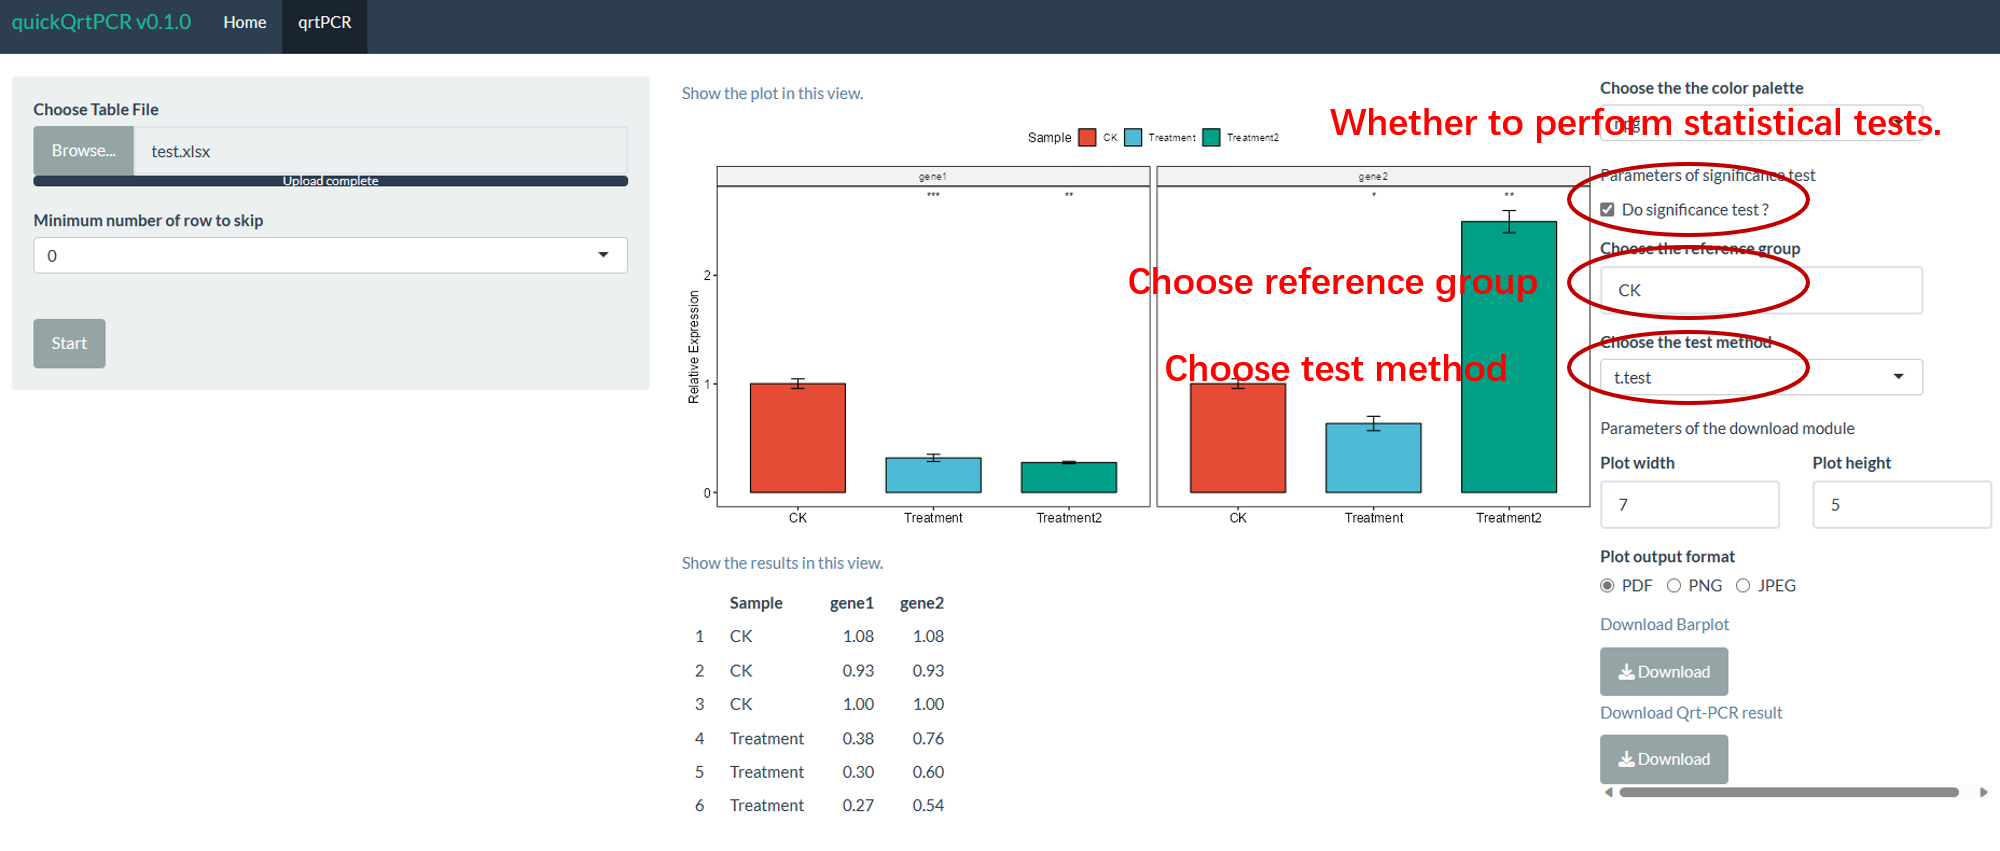 quickQrtPCR v0.1.0 Home qrtPCR
Choose Table File
Browse... test.xlsx
Upload complete
Minimum number of row to skip
0
Start
Show the plot in this view.
Sample CK Treatment Treatment2
gene1 gene2
*** ** * **
Relative Expression
2
1
0
CK Treatment Treatment2 CK Treatment Treatment2
Show the results in this view.
Sample gene1 gene2
1 CK 1.08 1.08
2 CK 0.93 0.93
3 CK 1.00 1.00
4 Treatment 0.38 0.76
5 Treatment 0.30 0.60
6 Treatment 0.27 0.54
Choose the the color palette
npg
Whether to perform statistical tests.
Parameters of significance test
Do significance test ?
Choose the reference group
Choose reference group
CK
Choose the test method
Choose test method
t.test
Parameters of the download module
Plot width Plot height
7 5
Plot output format
PDF PNG JPEG
Download Barplot
Download
Download Qrt-PCR result
Download